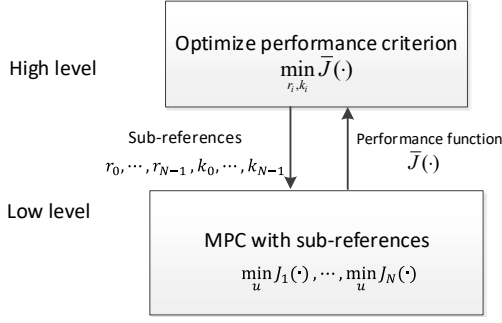 Optimize performance criterion
min J̅(·)
r_i,k_i
High level
Sub-references
r_0,⋯,r_{N-1},k_0,⋯,k_{N-1}
Performance function
J̅(·)
Low level
MPC with sub-references
min J_1(·),⋯,min J_N(·)
u u